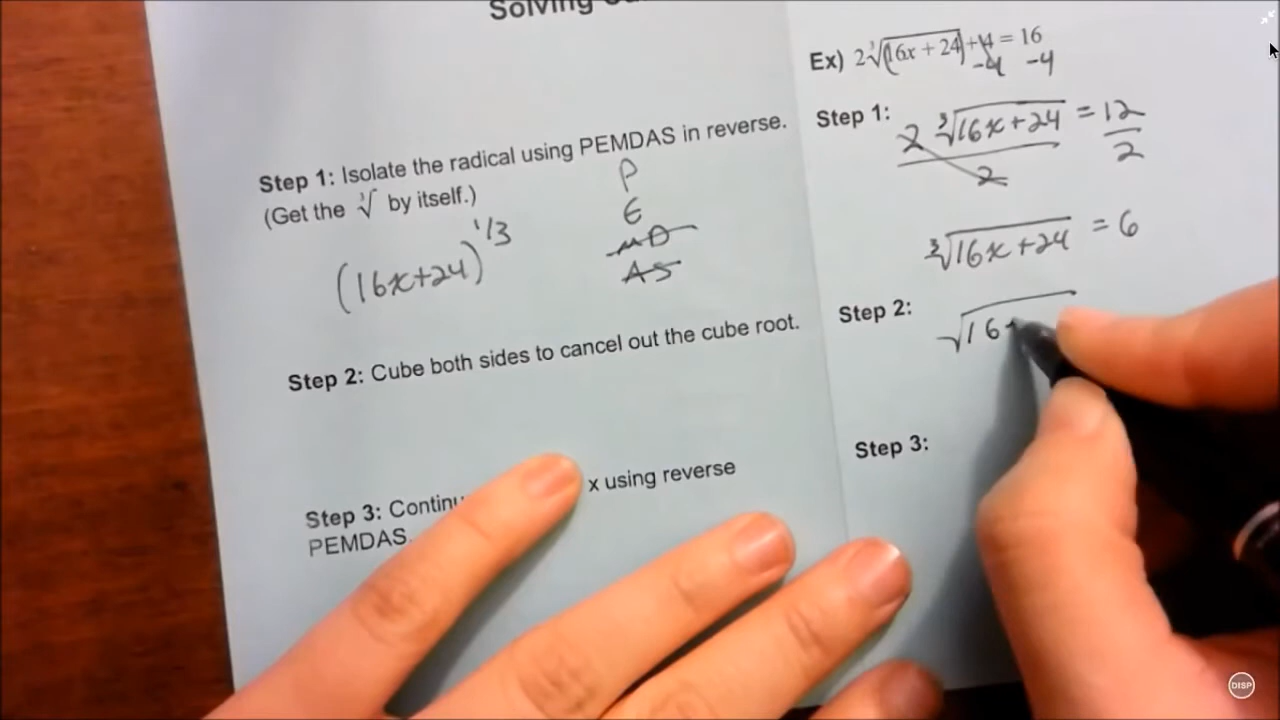 Solving
Step 1: Isolate the radical using PEMDAS in reverse.
(Get the ∛ by itself.)
P
E
MD
AS
(16x+24)^1/3
Step 2: Cube both sides to cancel out the cube root.
Step 3: x using reverse
PEMDAS.
Ex) 2∛(16x + 24) + 4 = 16
-4 -4
Step 1: 2∛16x+24 = 12
2 2
∛16x+24 = 6
Step 2: √16
Step 3:
DISP